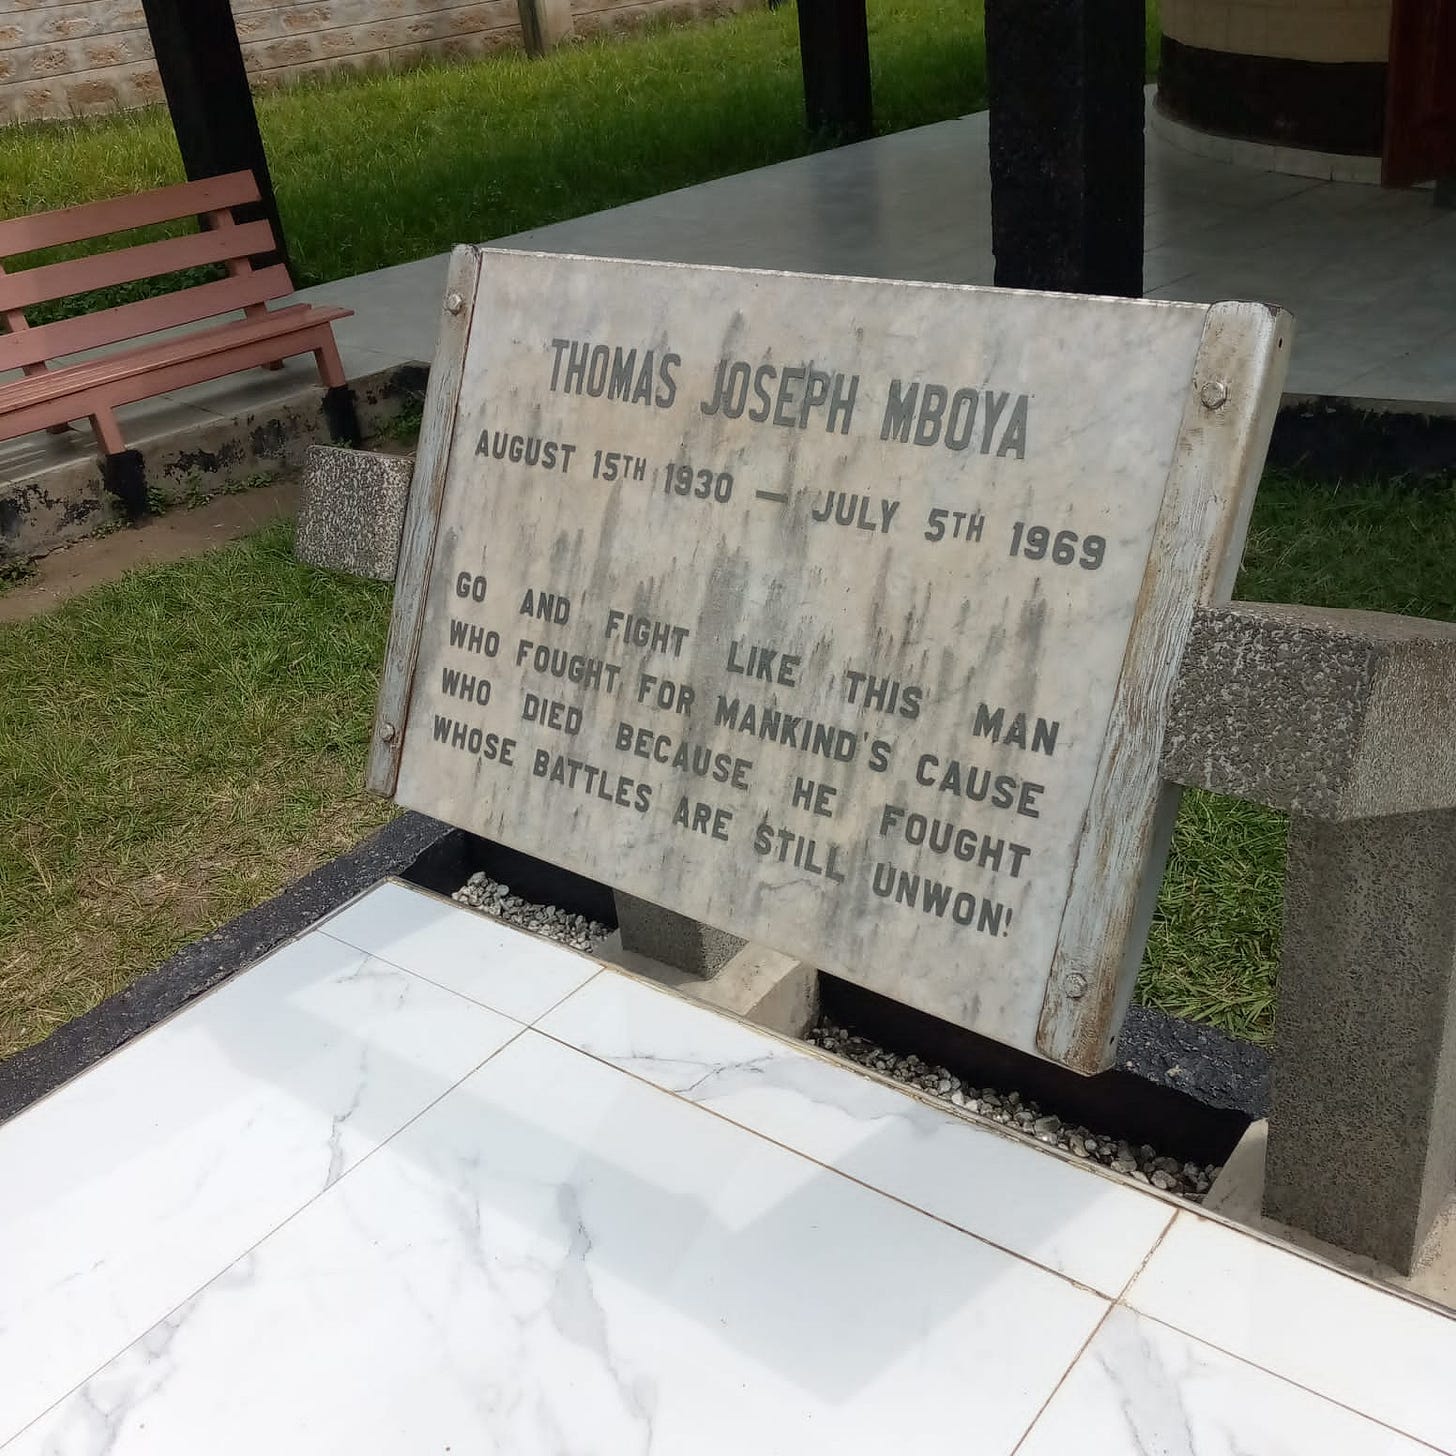 THOMAS JOSEPH MBOYA
AUGUST 15TH 1930 — JULY 5TH 1969
GO AND FIGHT LIKE THIS MAN
WHO FOUGHT FOR MANKIND'S CAUSE
WHO DIED BECAUSE HE FOUGHT
WHOSE BATTLES ARE STILL UNWON!